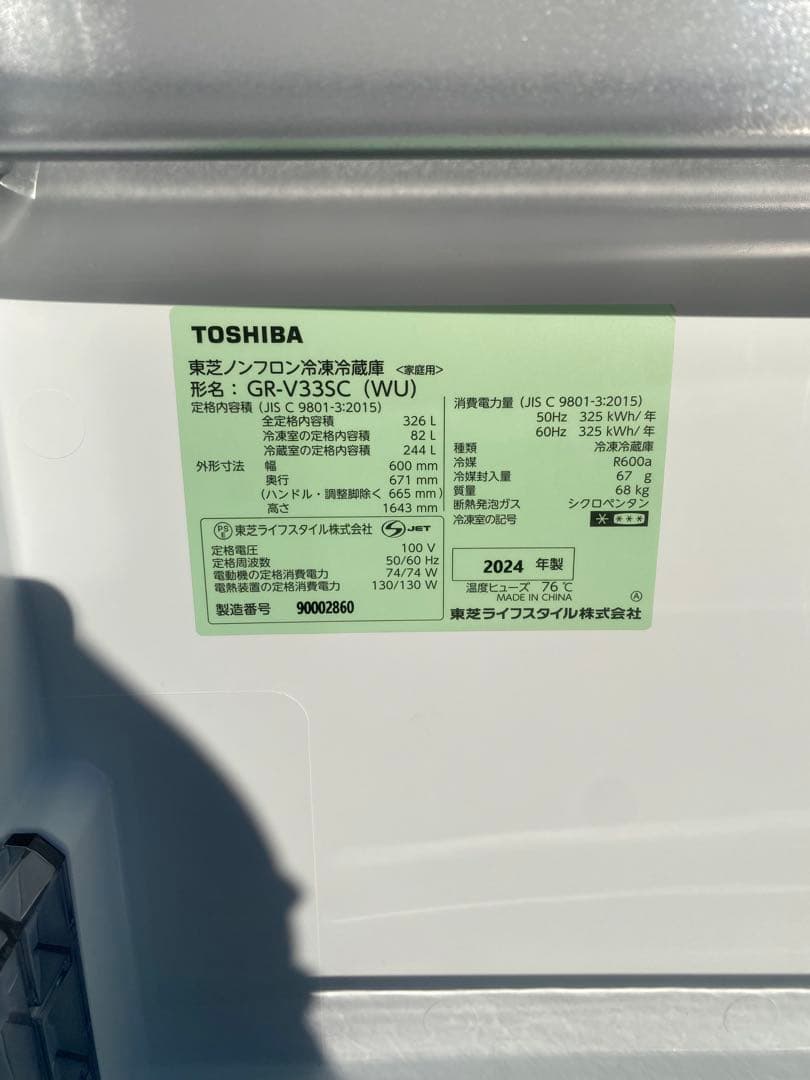 TOSHIBA
東芝ノンフロン冷凍冷蔵庫 <家庭用>
形名：GR-V33SC (WU)
定格内容積 (JIS C 9801-3:2015)
全定格内容積 326 L
冷凍室の定格内容積 82 L
冷蔵室の定格内容積 244 L
外形寸法 幅 600 mm
奥行 671 mm
(ハンドル・調整脚除く 665 mm)
高さ 1643 mm
PS E 東芝ライフスタイル株式会社 S JET
定格電圧 100 V
定格周波数 50/60 Hz
電動機の定格消費電力 74/74 W
電熱装置の定格消費電力 130/130 W
製造番号 90002860
消費電力量 (JIS C 9801-3:2015)
50Hz 325 kWh/年
60Hz 325 kWh/年
種類 冷凍冷蔵庫
冷媒 R600a
冷媒封入量 67 g
質量 68 kg
断熱発泡ガス シクロペンタン
冷凍室の記号 * ***
2024 年製
温度ヒューズ 76℃
MADE IN CHINA Ⓐ
東芝ライフスタイル株式会社